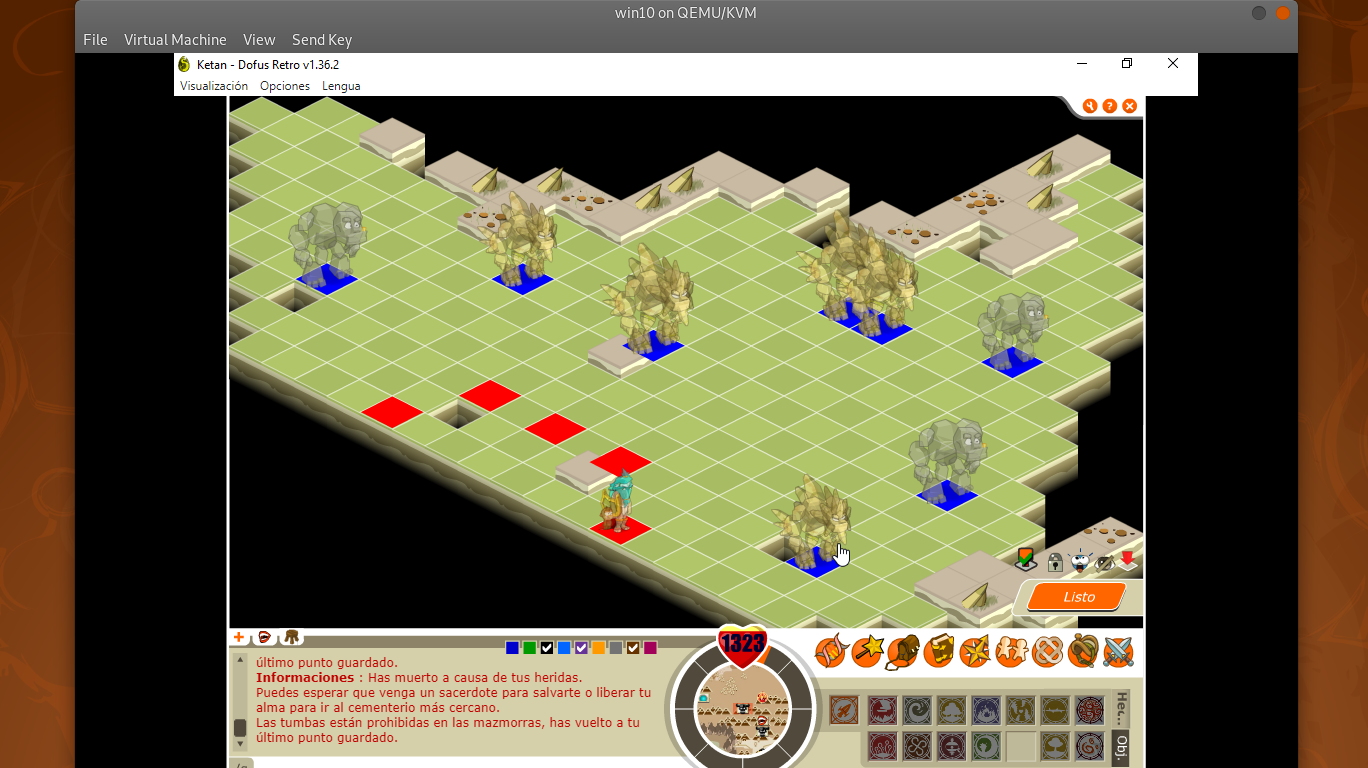 win10 on QEMU/KVM
File Virtual Machine View Send Key
Ketan - Dofus Retro v1.36.2
Visualización Opciones Lengua
Listo
1323
último punto guardado.
Informaciones : Has muerto a causa de tus heridas.
Puedes esperar que venga un sacerdote para salvarte o liberar tu
alma para ir al cementerio más cercano.
Las tumbas están prohibidas en las mazmorras, has vuelto a tu
último punto guardado.
Hec..
Obj.